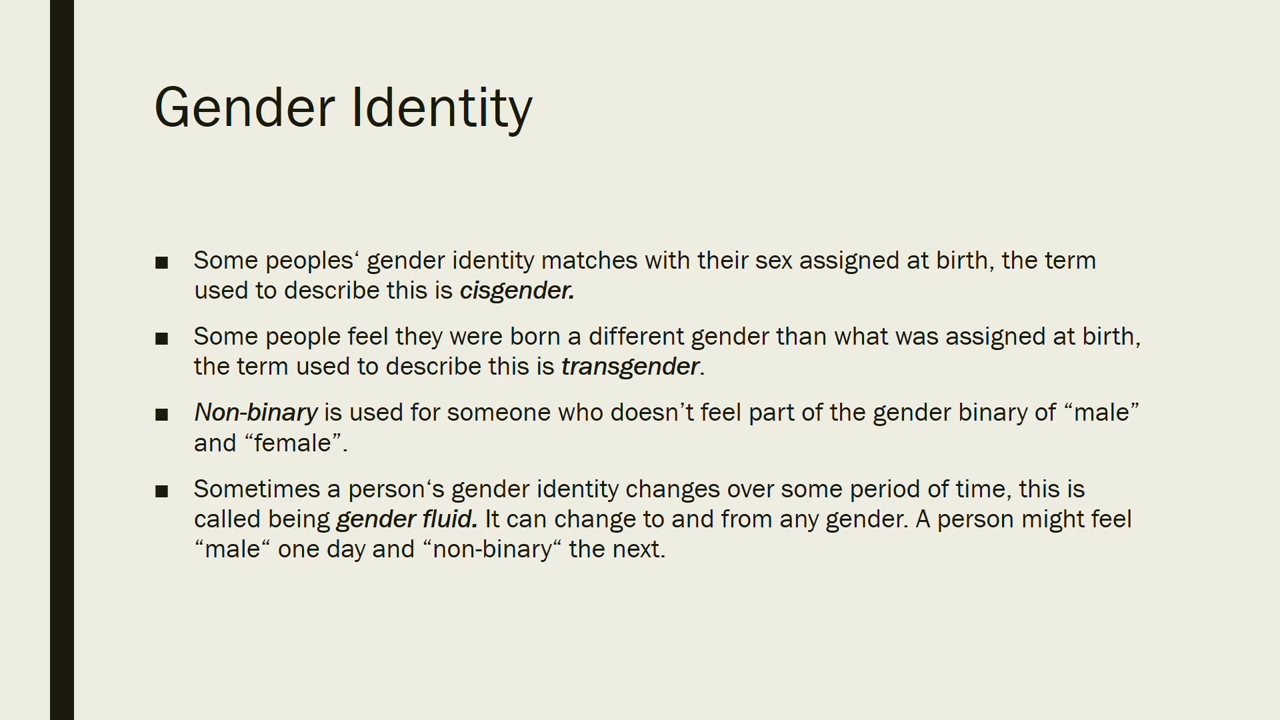 Gender Identity
■ Some peoples‘ gender identity matches with their sex assigned at birth, the term
used to describe this is cisgender.
■ Some people feel they were born a different gender than what was assigned at birth,
the term used to describe this is transgender.
■ Non-binary is used for someone who doesn’t feel part of the gender binary of “male”
and “female”.
■ Sometimes a person‘s gender identity changes over some period of time, this is
called being gender fluid. It can change to and from any gender. A person might feel
“male“ one day and “non-binary“ the next.